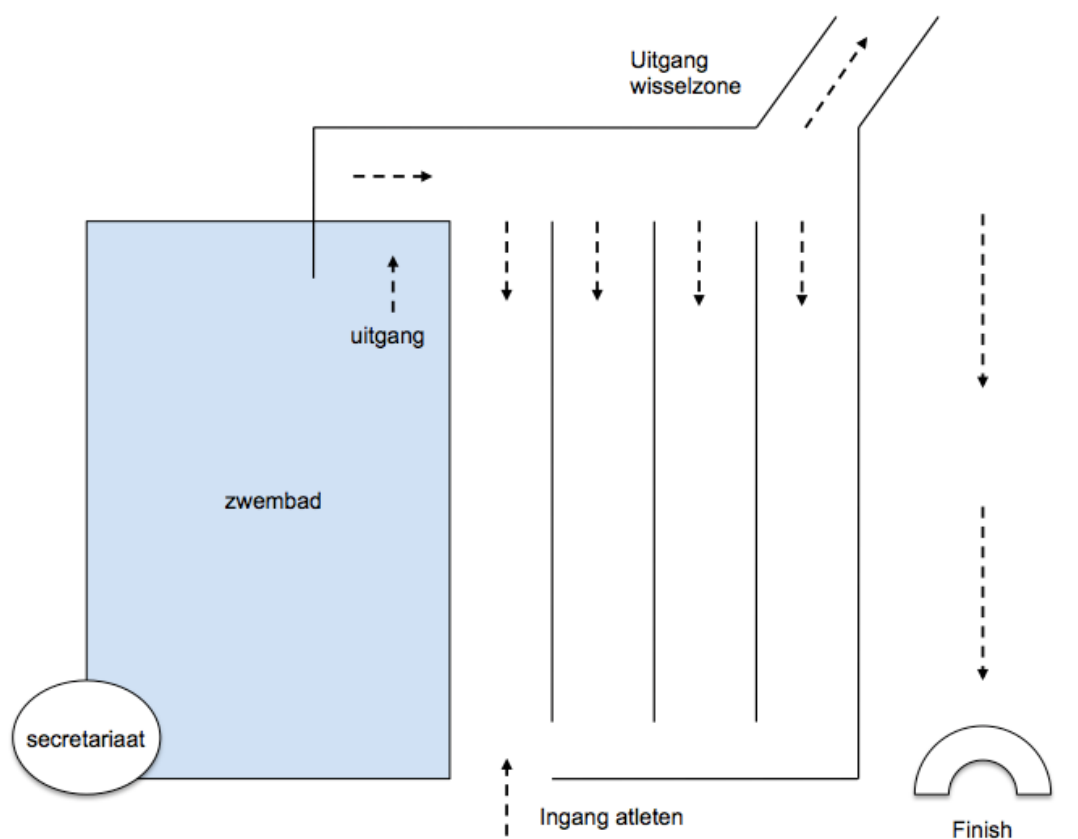 Uitgang
wisselzone
uitgang
zwembad
secretariaat
Ingang atleten
Finish